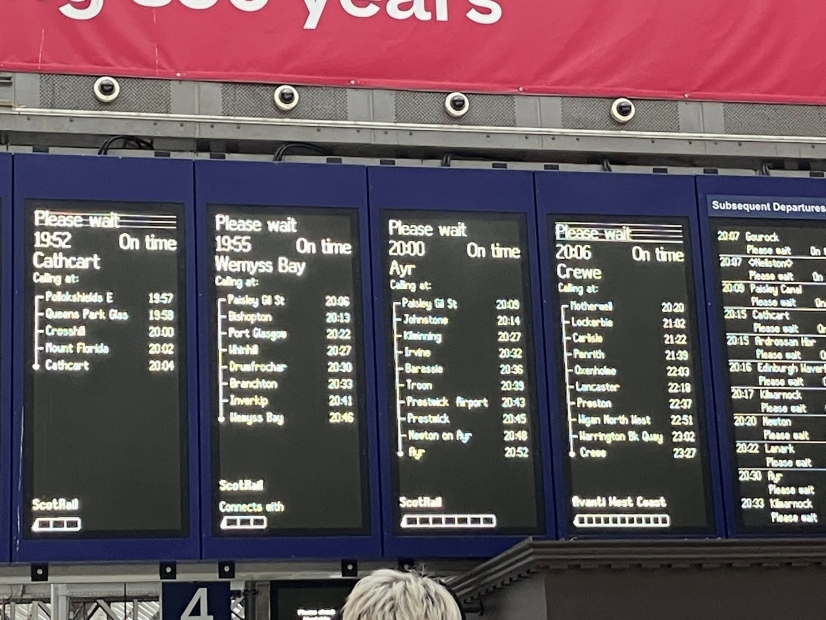 years
Please wait
19:52 On time
Cathcart
Calling at:
Pollokshields E 19:57
Queens Park Glas 19:58
Crosshill 20:00
Mount Florida 20:02
Cathcart 20:04
ScotRail
Please wait
19:55 On time
Wemyss Bay
Calling at:
Paisley Gil St 20:06
Bishopton 20:13
Port Glasgow 20:22
Whinhill 20:27
Drumfrochar 20:30
Branchton 20:33
Inverkip 20:41
Wemyss Bay 20:46
ScotRail
Connects with
Please wait
20:00 On time
Ayr
Calling at:
Paisley Gil St 20:09
Johnstone 20:14
Kilwinning 20:27
Irvine 20:32
Barassie 20:36
Troon 20:39
Prestwick Airport 20:43
Prestwick 20:45
Newton on Ayr 20:48
Ayr 20:52
ScotRail
Please wait
20:06 On time
Crewe
Calling at:
Motherwell 20:20
Lockerbie 21:02
Carlisle 21:22
Penrith 21:39
Oxenholme 22:03
Lancaster 22:18
Preston 22:37
Wigan North West 22:51
Warrington Bk Quay 23:02
Crewe 23:27
Avanti West Coast
Subsequent Departures
20:07 Gourock
Please wait On
20:07 Neilston
Please wait On
20:09 Paisley Canal
Please wait On
20:15 Cathcart
Please wait On
20:15 Ardrossan Hbr
Please wait On
20:16 Edinburgh Waverl
Please wait
20:17 Kilmarnock
Please wait
20:20 Newton
Please wait
20:22 Lanark
Please wait
20:30 Ayr
Please wait
20:33 Kilmarnock
Please wait
4